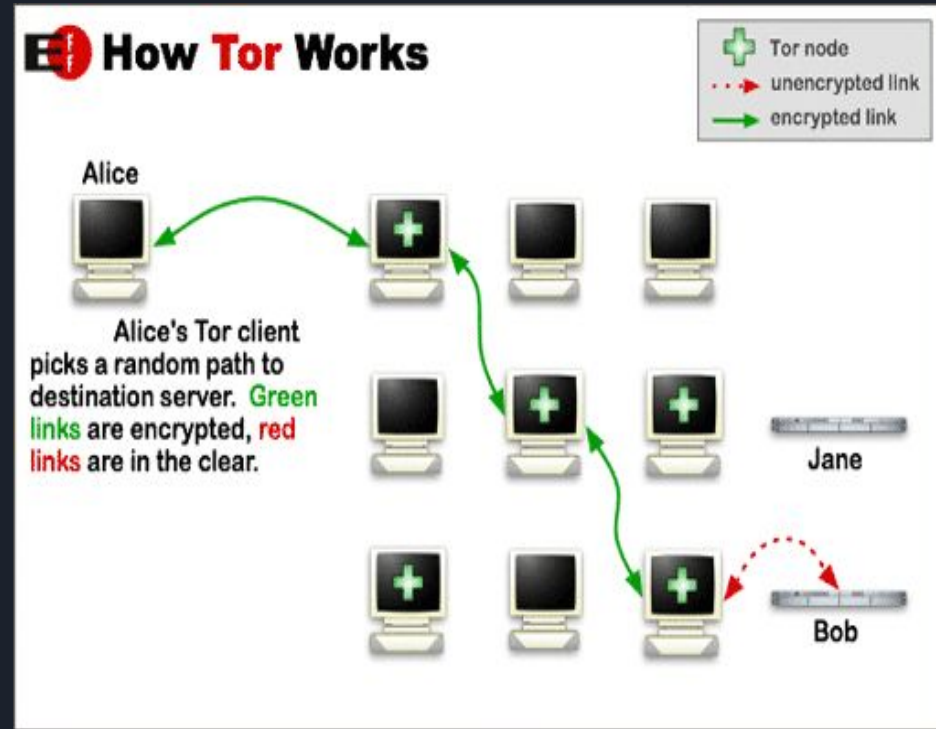 EFF How Tor Works
Tor node
unencrypted link
encrypted link
Alice
Alice's Tor client
picks a random path to
destination server. Green
links are encrypted, red
links are in the clear.
Jane
Bob